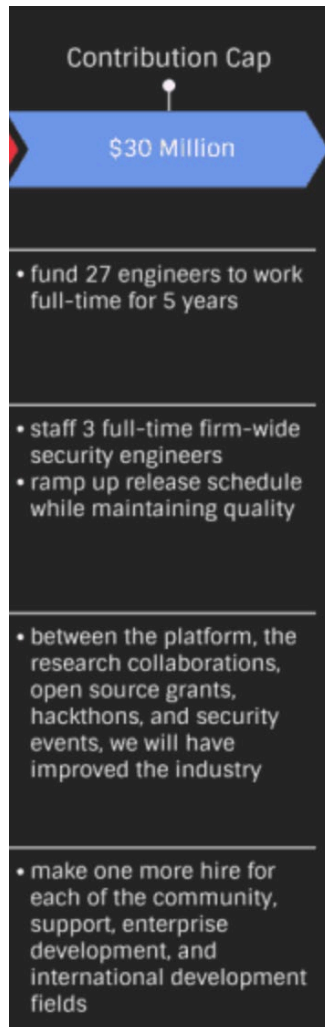 Contribution Cap
$30 Million
• fund 27 engineers to work
full-time for 5 years
• staff 3 full-time firm-wide
security engineers
• ramp up release schedule
while maintaining quality
• between the platform, the
research collaborations,
open source grants,
hackthons, and security
events, we will have
improved the industry
• make one more hire for
each of the community,
support, enterprise
development, and
international development
fields